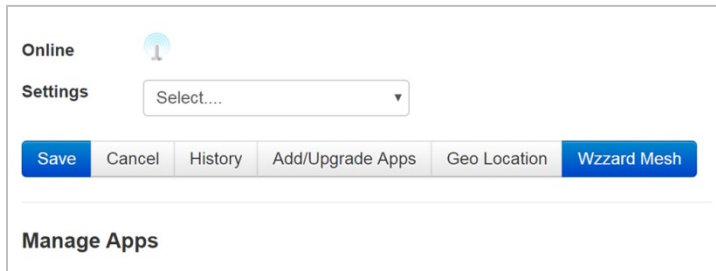 Online
Settings Select....
Save Cancel History Add/Upgrade Apps Geo Location Wzzard Mesh
Manage Apps